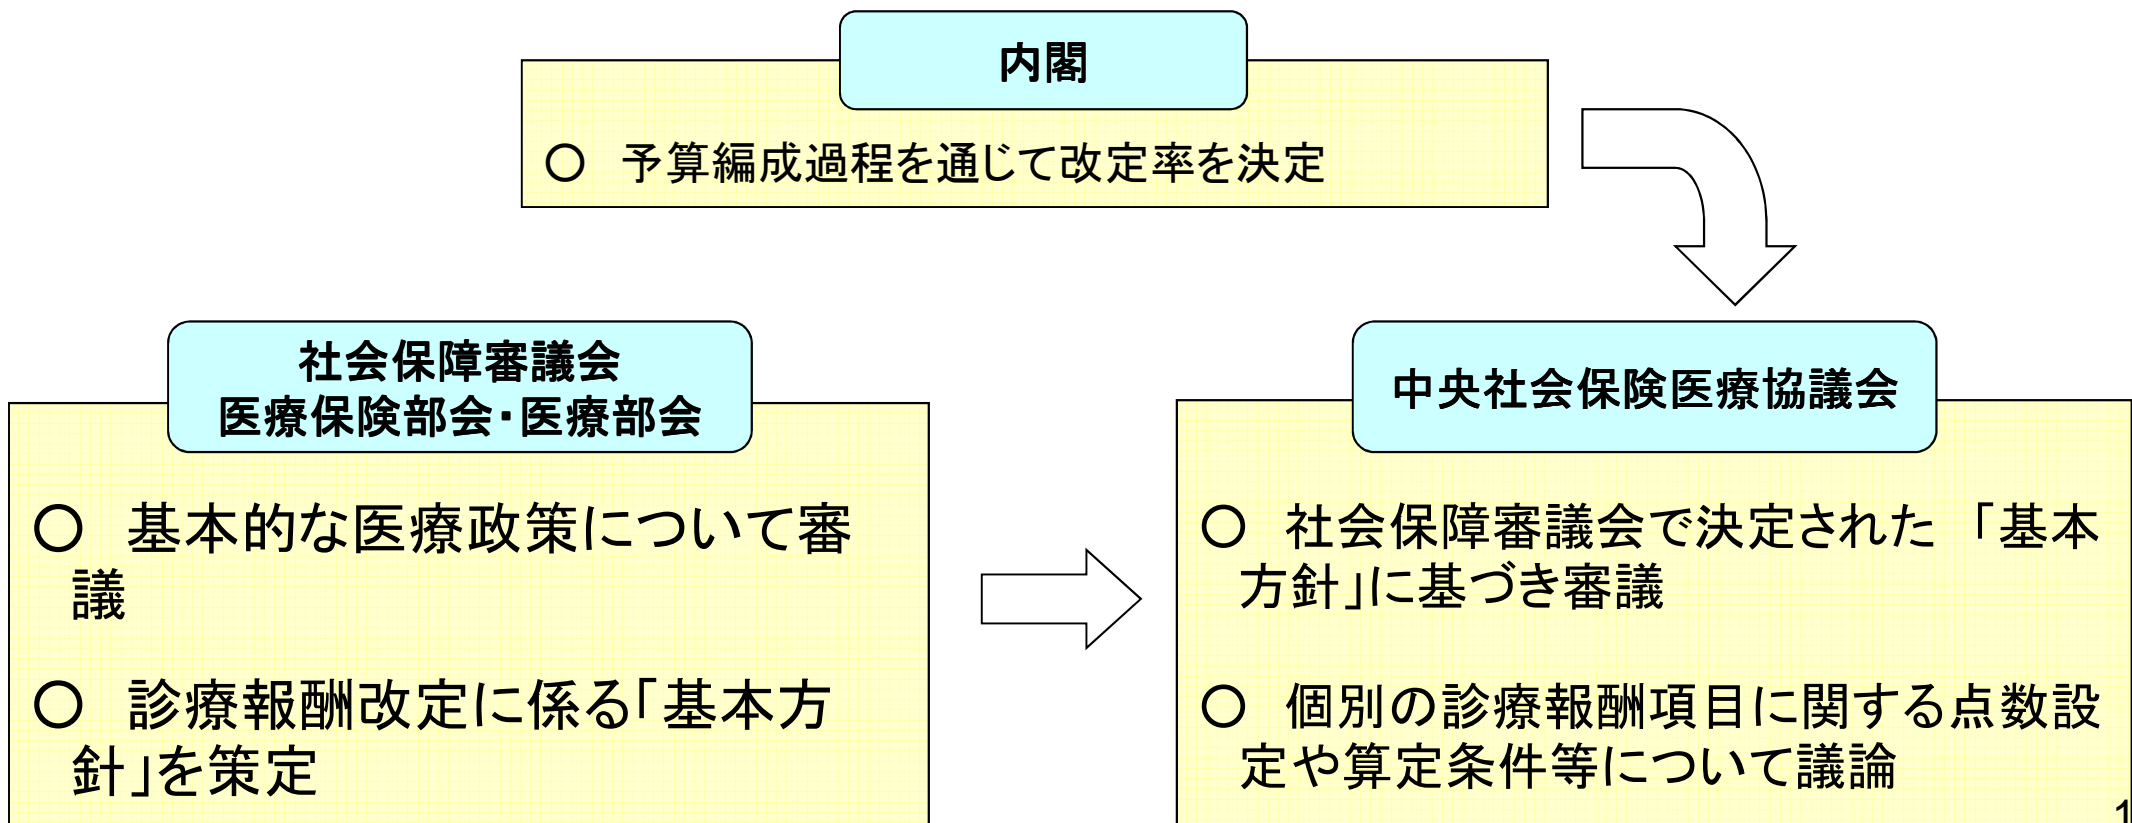 内閣
○ 予算編成過程を通じて改定率を決定
社会保障審議会
医療保険部会・医療部会
○ 基本的な医療政策について審
議
○ 診療報酬改定に係る「基本方
針」を策定
中央社会保険医療協議会
○ 社会保障審議会で決定された 「基本
方針」に基づき審議
○ 個別の診療報酬項目に関する点数設
定や算定条件等について議論
1